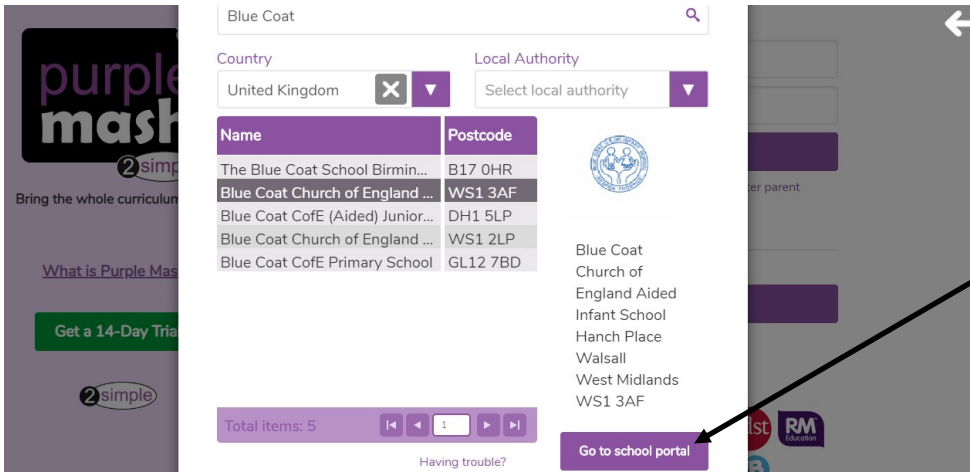 Blue Coat
Country
Local Authority
United Kingdom
Select local authority
purple
mash
2simp
Bring the whole curriculum
What is Purple Mas
Get a 14-Day Tria
2simple
Name Postcode
The Blue Coat School Birmin... B17 0HR
Blue Coat Church of England ... WS1 3AF
Blue Coat CofE (Aided) Junior... DH1 5LP
Blue Coat Church of England ... WS1 2LP
Blue Coat CofE Primary School GL12 7BD
Total items: 5
1
Having trouble?
Blue Coat
Church of
England Aided
Infant School
Hanch Place
Walsall
West Midlands
WS1 3AF
Go to school portal
parent
RM
Education